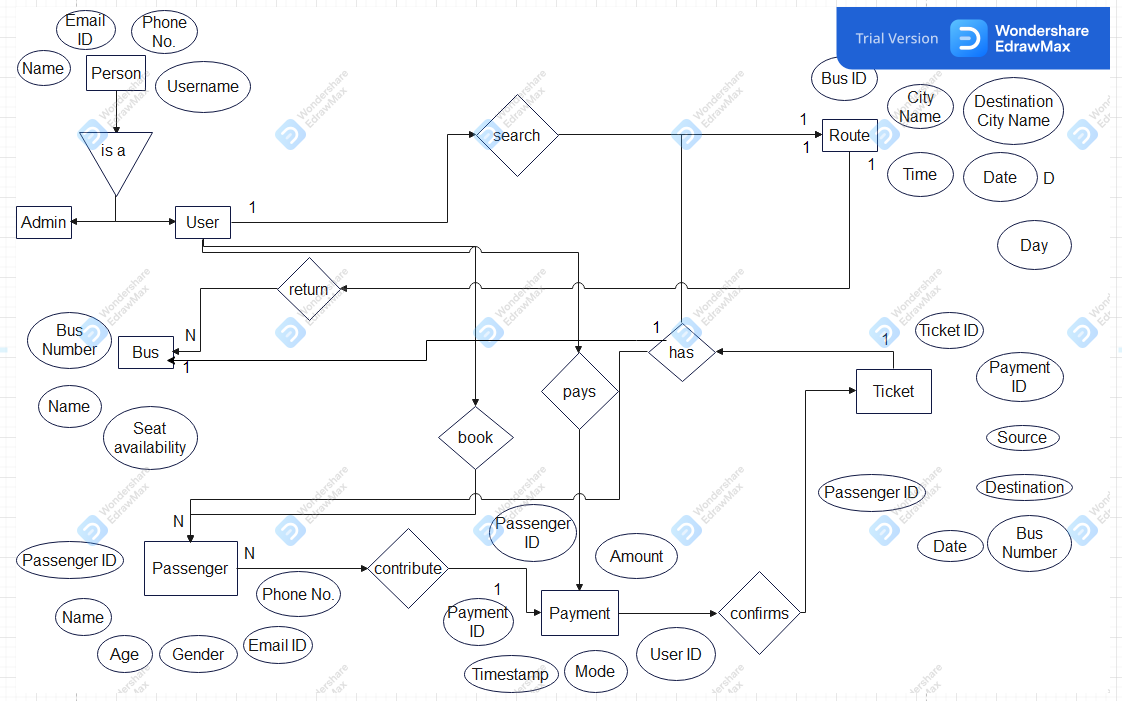 Email
ID
Phone
No.
Name
Person
Username
Trial Version
Wondershare
EdrawMax
Bus ID
City
Name
Destination
City Name
is a
search
1
1
Route
1
Time
Date
D
Admin
User
1
Day
return
Bus
Number
N
Bus
1
1
has
1
Ticket ID
Payment
ID
Ticket
Name
Seat
availability
book
pays
Source
Destination
Passenger ID
N
Passenger
ID
Date
Bus
Number
Passenger ID
Passenger
N
contribute
Amount
Phone No.
1
Payment
ID
Payment
confirms
Name
Age
Gender
Email ID
Timestamp
Mode
User ID
Wondershare
EdrawMax